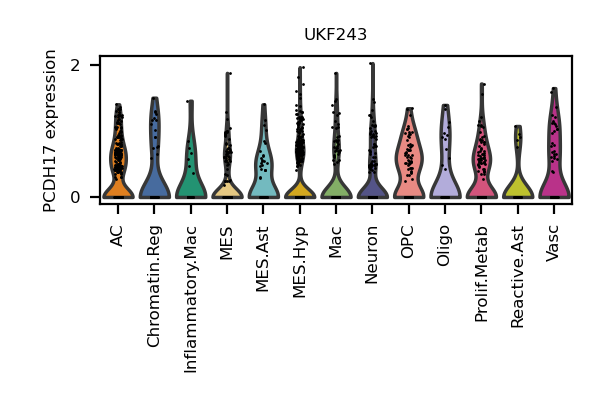 UKF243
PCDH17 expression
2
0
AC
Chromatin.Reg
Inflammatory.Mac
MES
MES.Ast
MES.Hyp
Mac
Neuron
OPC
Oligo
Prolif.Metab
Reactive.Ast
Vasc